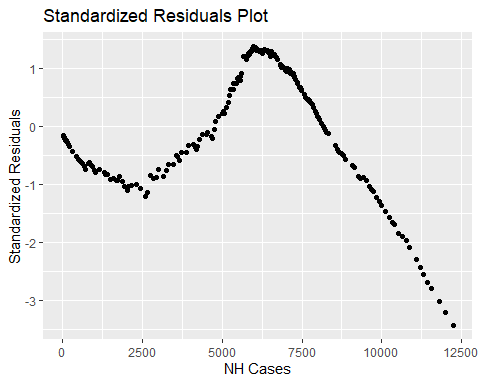 Standardized Residuals Plot
Standardized Residuals
1
0
-1
-2
-3
0 2500 5000 7500 10000 12500
NH Cases